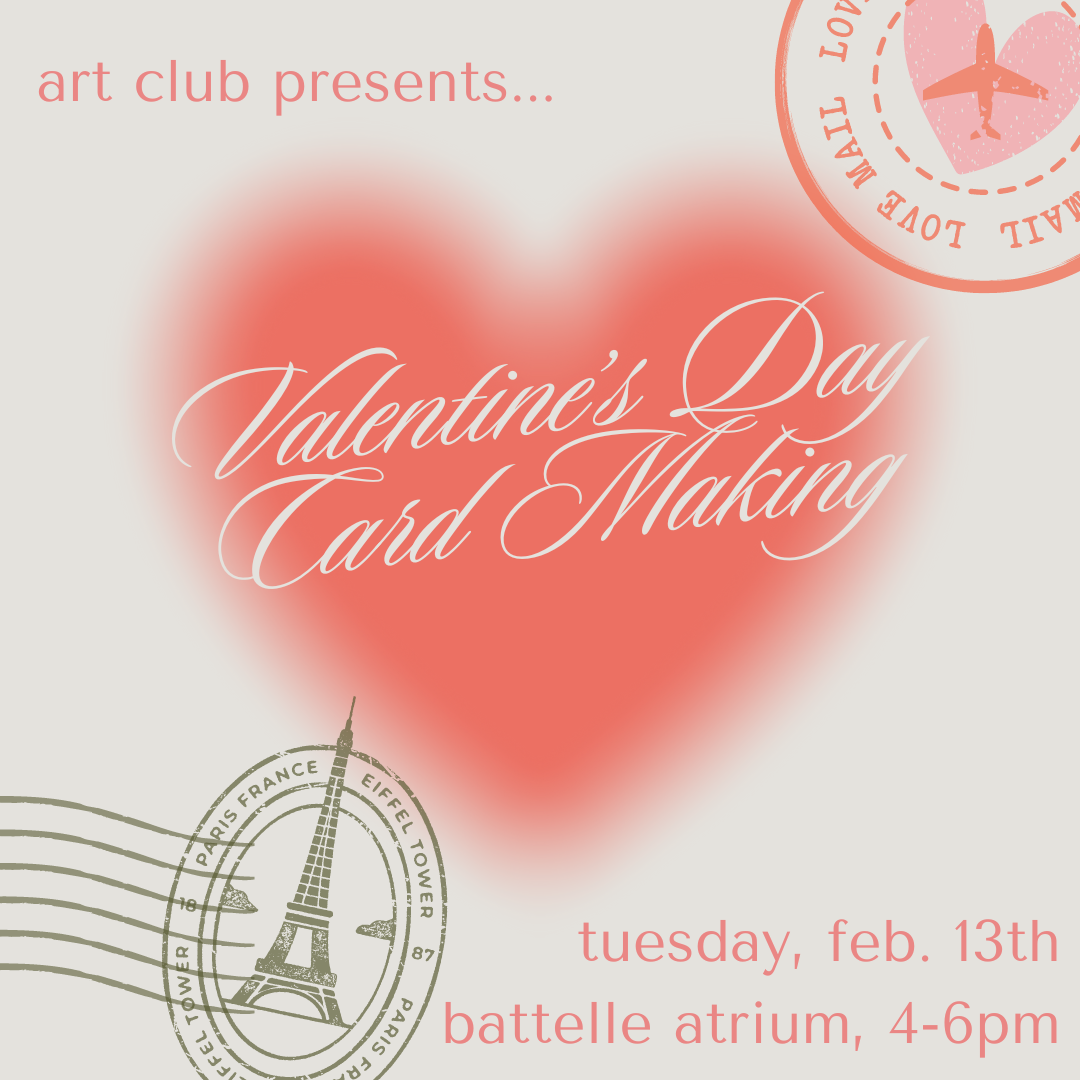 art club presents...
LOVE MAIL LOVE MAIL
Valentine's Day
Card Making
PARIS FRANCE
EIFFEL TOWER
18
87
EIFFEL TOWER
PARIS
tuesday, feb. 13th
battelle atrium, 4-6pm